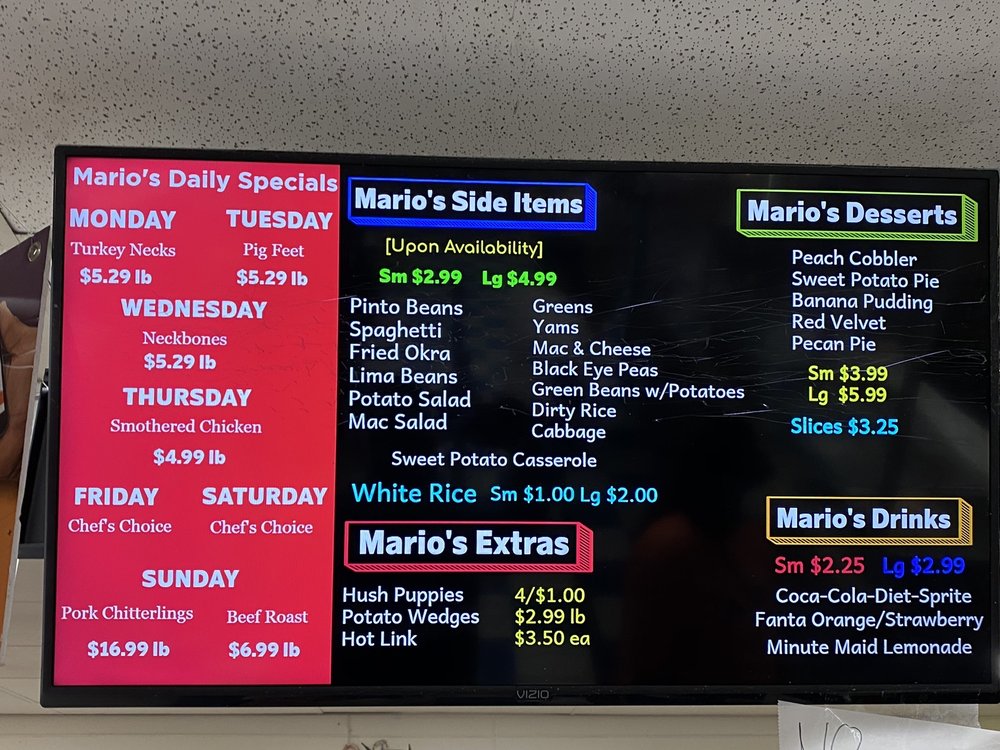 Mario's Daily Specials
MONDAY
Turkey Necks
$5.29 lb
TUESDAY
Pig Feet
$5.29 lb
WEDNESDAY
Neckbones
$5.29 lb
THURSDAY
Smothered Chicken
$4.99 lb
FRIDAY
Chef's Choice
SATURDAY
Chef's Choice
SUNDAY
Pork Chitterlings
$16.99 lb
Beef Roast
$6.99 lb
Mario's Side Items
[Upon Availability]
Sm $2.99 Lg $4.99
Pinto Beans
Spaghetti
Fried Okra
Lima Beans
Potato Salad
Mac Salad
Greens
Yams
Mac & Cheese
Black Eye Peas
Green Beans w/Potatoes
Dirty Rice
Cabbage
Sweet Potato Casserole
White Rice Sm $1.00 Lg $2.00
Mario's Extras
Hush Puppies 4/$1.00
Potato Wedges $2.99 lb
Hot Link $3.50 ea
Mario's Desserts
Peach Cobbler
Sweet Potato Pie
Banana Pudding
Red Velvet
Pecan Pie
Sm $3.99
Lg $5.99
Slices $3.25
Mario's Drinks
Sm $2.25 Lg $2.99
Coca-Cola-Diet-Sprite
Fanta Orange/Strawberry
Minute Maid Lemonade
VIZIO